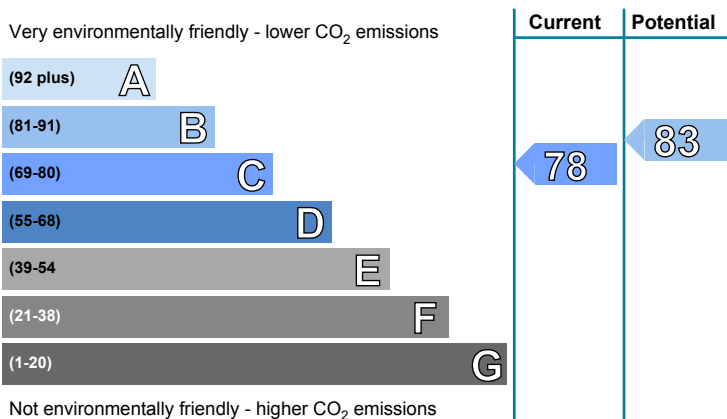 Current Potential
Very environmentally friendly - lower CO2 emissions
(92 plus) A
(81-91) B
83
(69-80) C
78
(55-68) D
(39-54 E
(21-38) F
(1-20) G
Not environmentally friendly - higher CO2 emissions